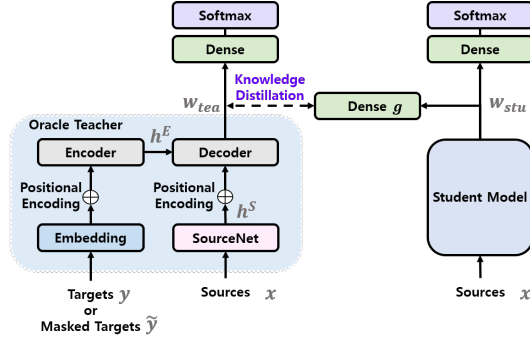 Softmax
Dense
w_tea
Knowledge
Distillation
Dense g
Softmax
Dense
w_stu
Oracle Teacher
Encoder
h^E
Decoder
Positional
Encoding
Positional
Encoding
h^S
Embedding
SourceNet
Student Model
Targets y
or
Masked Targets ỹ
Sources x
Sources x